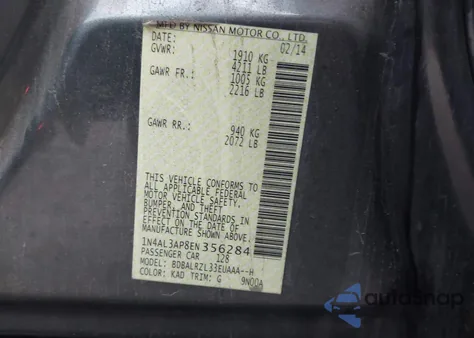 MFD BY NISSAN MOTOR CO., LTD.
DATE: 02/14
GVWR: 1910 KG
4211 LB
GAWR FR.: 1005 KG
2216 LB
GAWR RR.: 940 KG
2072 LB
THIS VEHICLE CONFORMS TO
ALL APPLICABLE FEDERAL
MOTOR VEHICLE SAFETY,
BUMPER, AND THEFT
PREVENTION STANDARDS IN
EFFECT ON THE DATE OF
MANUFACTURE SHOWN ABOVE.
1N4AL3AP8EN356284
PASSENGER CAR 128
MODEL: BDBALRZL33EUAAA--H
COLOR: KAD TRIM: G 9N00A
autosnap